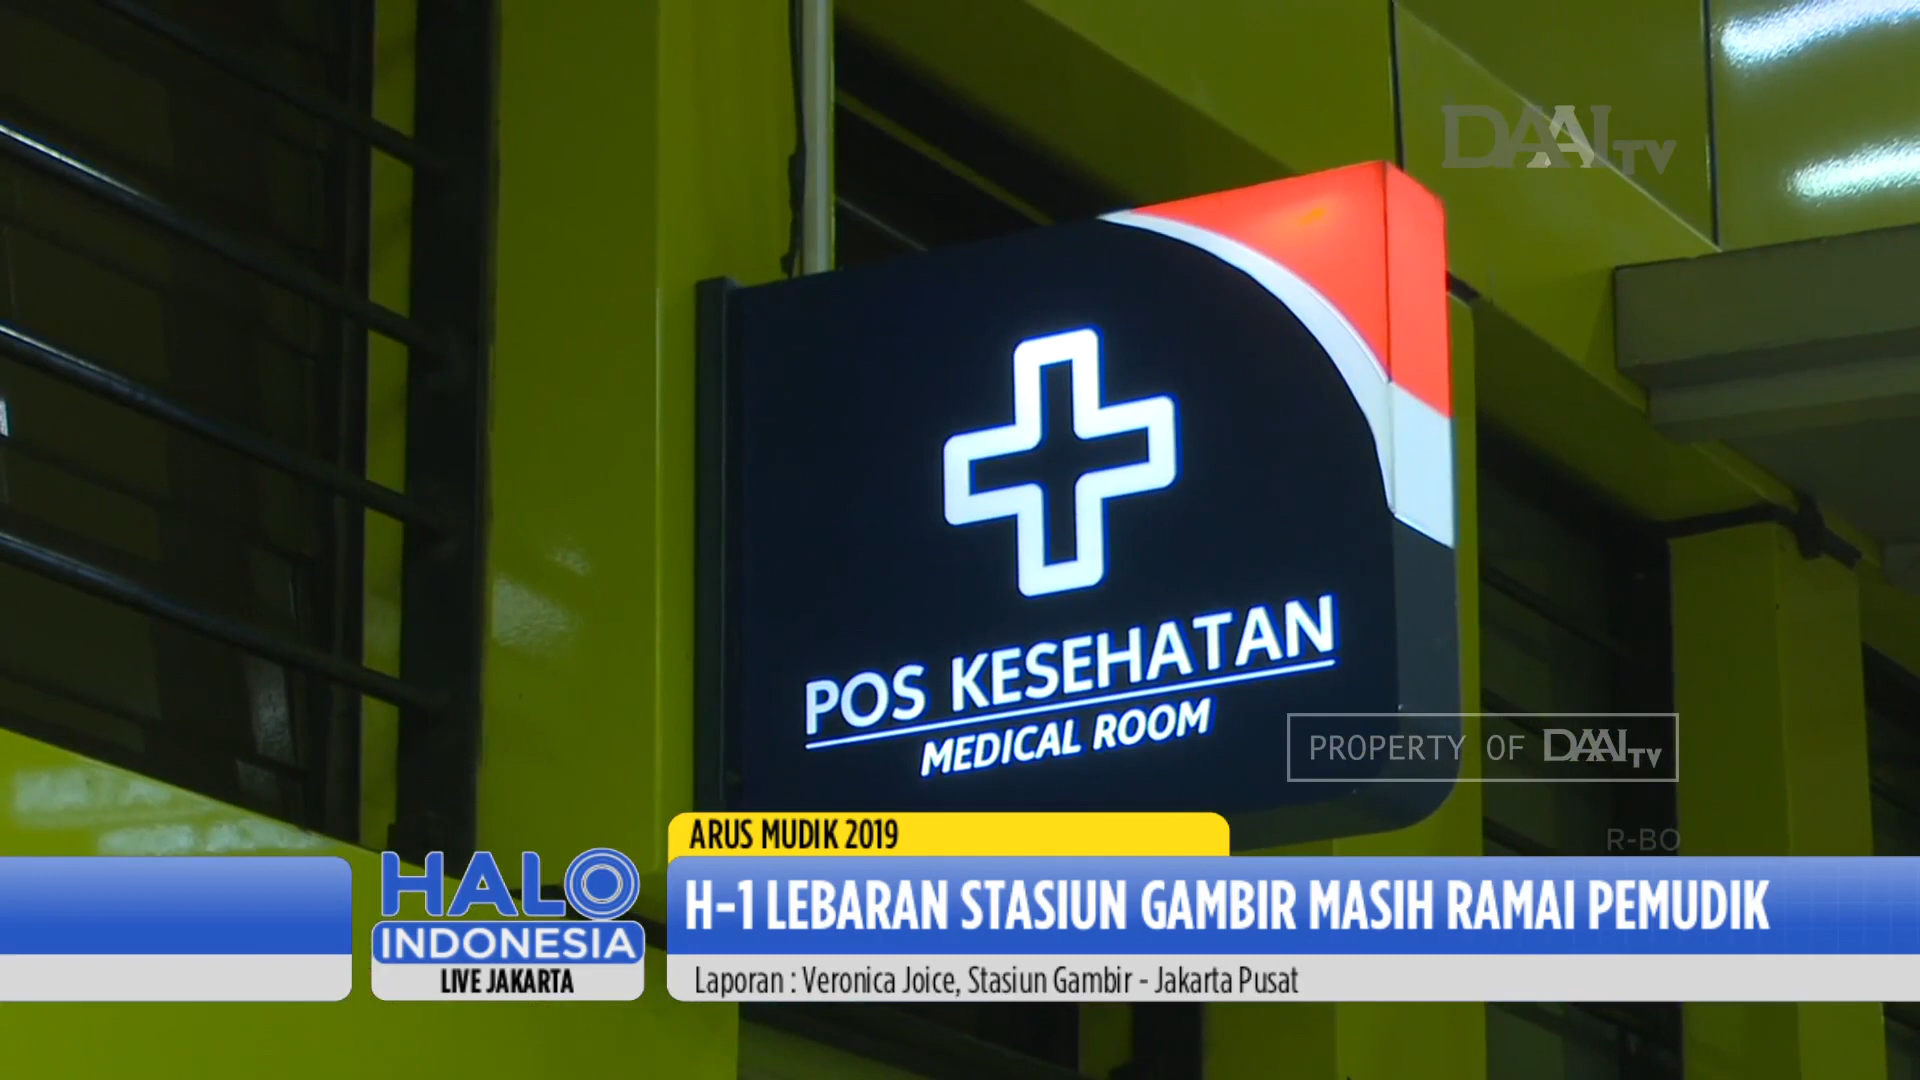 DAAI TV
POS KESEHATAN
MEDICAL ROOM
PROPERTY OF DAAI TV
R-BO
ARUS MUDIK 2019
HALO
INDONESIA
LIVE JAKARTA
H-1 LEBARAN STASIUN GAMBIR MASIH RAMAI PEMUDIK
Laporan : Veronica Joice, Stasiun Gambir - Jakarta Pusat